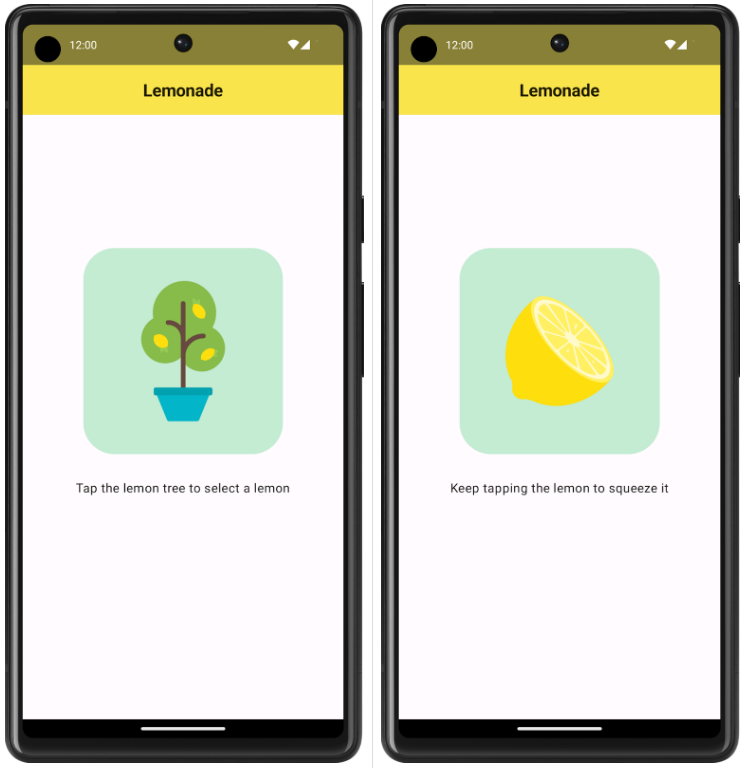 12:00
Lemonade
Tap the lemon tree to select a lemon
12:00
Lemonade
Keep tapping the lemon to squeeze it